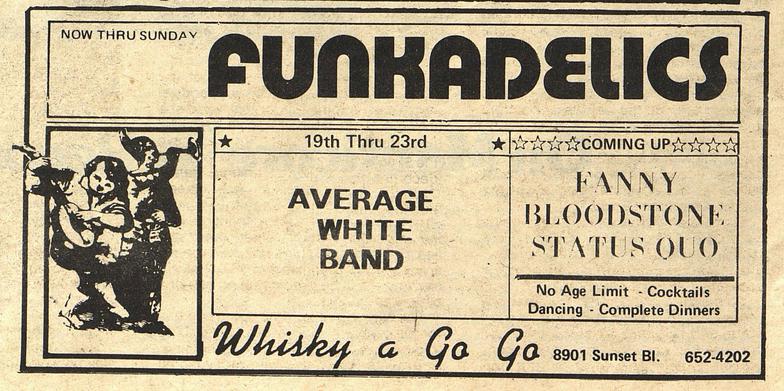 NOW THRU SUNDAY
FUNKADELICS
★ 19th Thru 23rd ★
AVERAGE
WHITE
BAND
☆☆☆☆COMING UP☆☆☆☆
FANNY
BLOODSTONE
STATUS QUO
No Age Limit - Cocktails
Dancing - Complete Dinners
Whisky a Go Go 8901 Sunset Bl. 652-4202